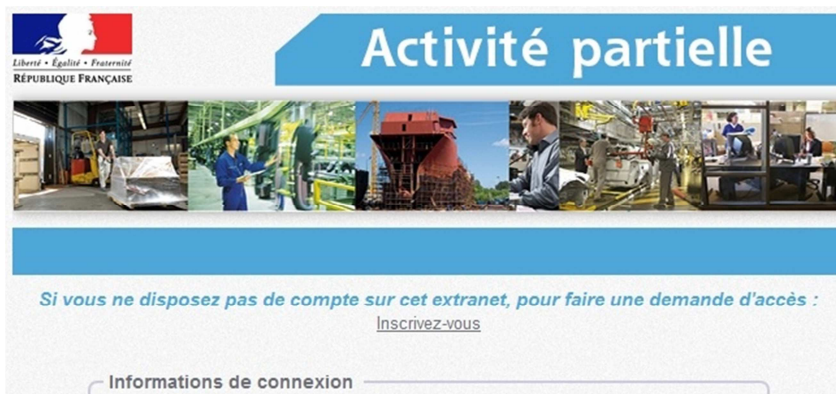 Activité partielle
Liberté • Égalité • Fraternité
RÉPUBLIQUE FRANÇAISE
Si vous ne disposez pas de compte sur cet extranet, pour faire une demande d'accès :
Inscrivez-vous
Informations de connexion